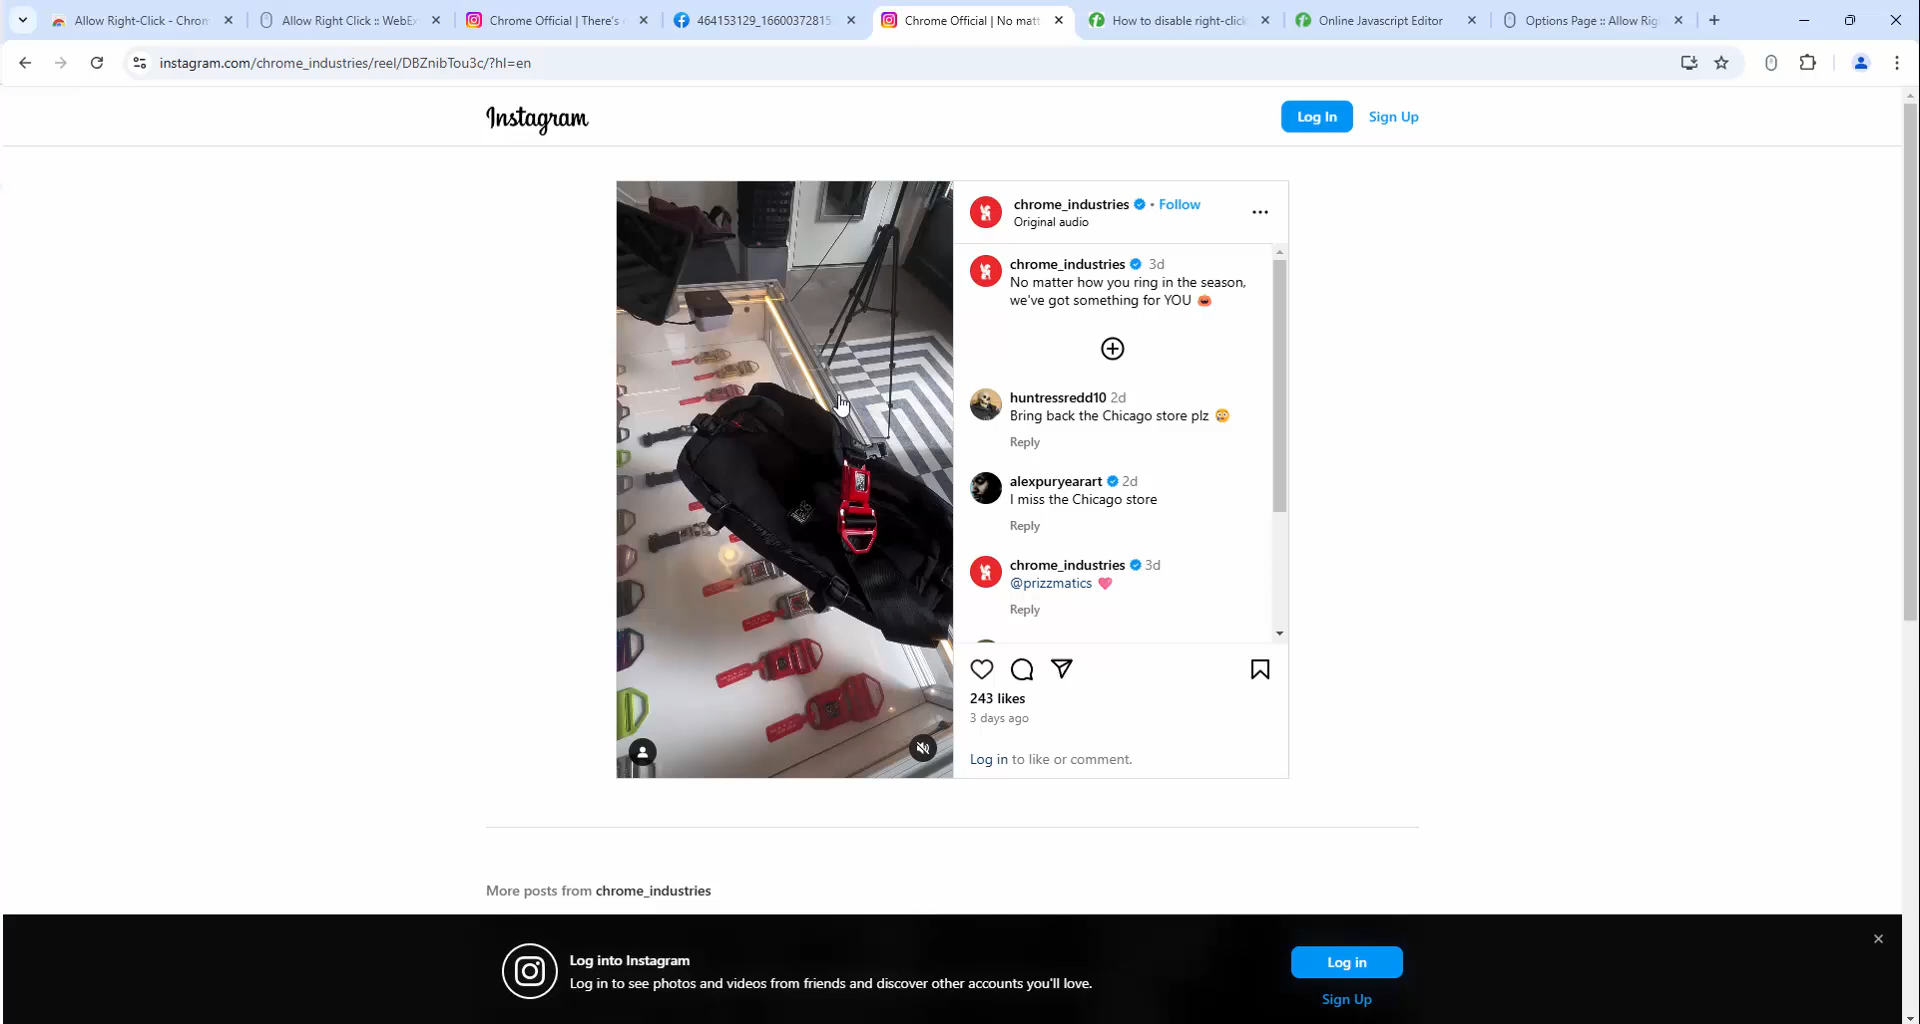 Allow Right-Click - Chrom
Allow Right Click :: WebEx
Chrome Official | There's
464153129_16600372815
Chrome Official | No matt
How to disable right-click
Online Javascript Editor
Options Page :: Allow Rig
instagram.com/chrome_industries/reel/DBZnibTou3c/?hl=en
Instagram
Log In
Sign Up
chrome_industries • Follow
Original audio
chrome_industries 3d
No matter how you ring in the season,
we've got something for YOU 🎃
huntressredd10 2d
Bring back the Chicago store plz 😳
Reply
alexpuryearart 2d
I miss the Chicago store
Reply
chrome_industries 3d
@prizzmatics 🩷
Reply
243 likes
3 days ago
Log in to like or comment.
More posts from chrome_industries
Log into Instagram
Log in to see photos and videos from friends and discover other accounts you'll love.
Log in
Sign Up